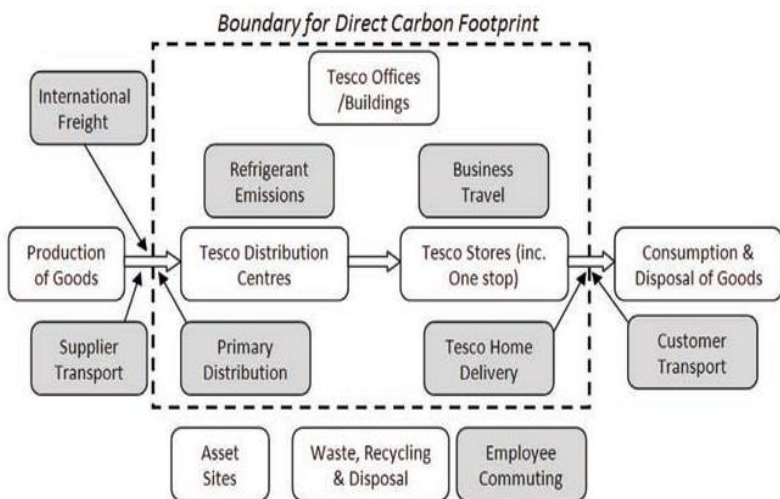 Boundary for Direct Carbon Footprint
Tesco Offices
/Buildings
International
Freight
Refrigerant
Emissions
Business
Travel
Production
of Goods
Tesco Distribution
Centres
Tesco Stores (inc.
One stop)
Consumption &
Disposal of Goods
Supplier
Transport
Primary
Distribution
Tesco Home
Delivery
Customer
Transport
Asset
Sites
Waste, Recycling
& Disposal
Employee
Commuting